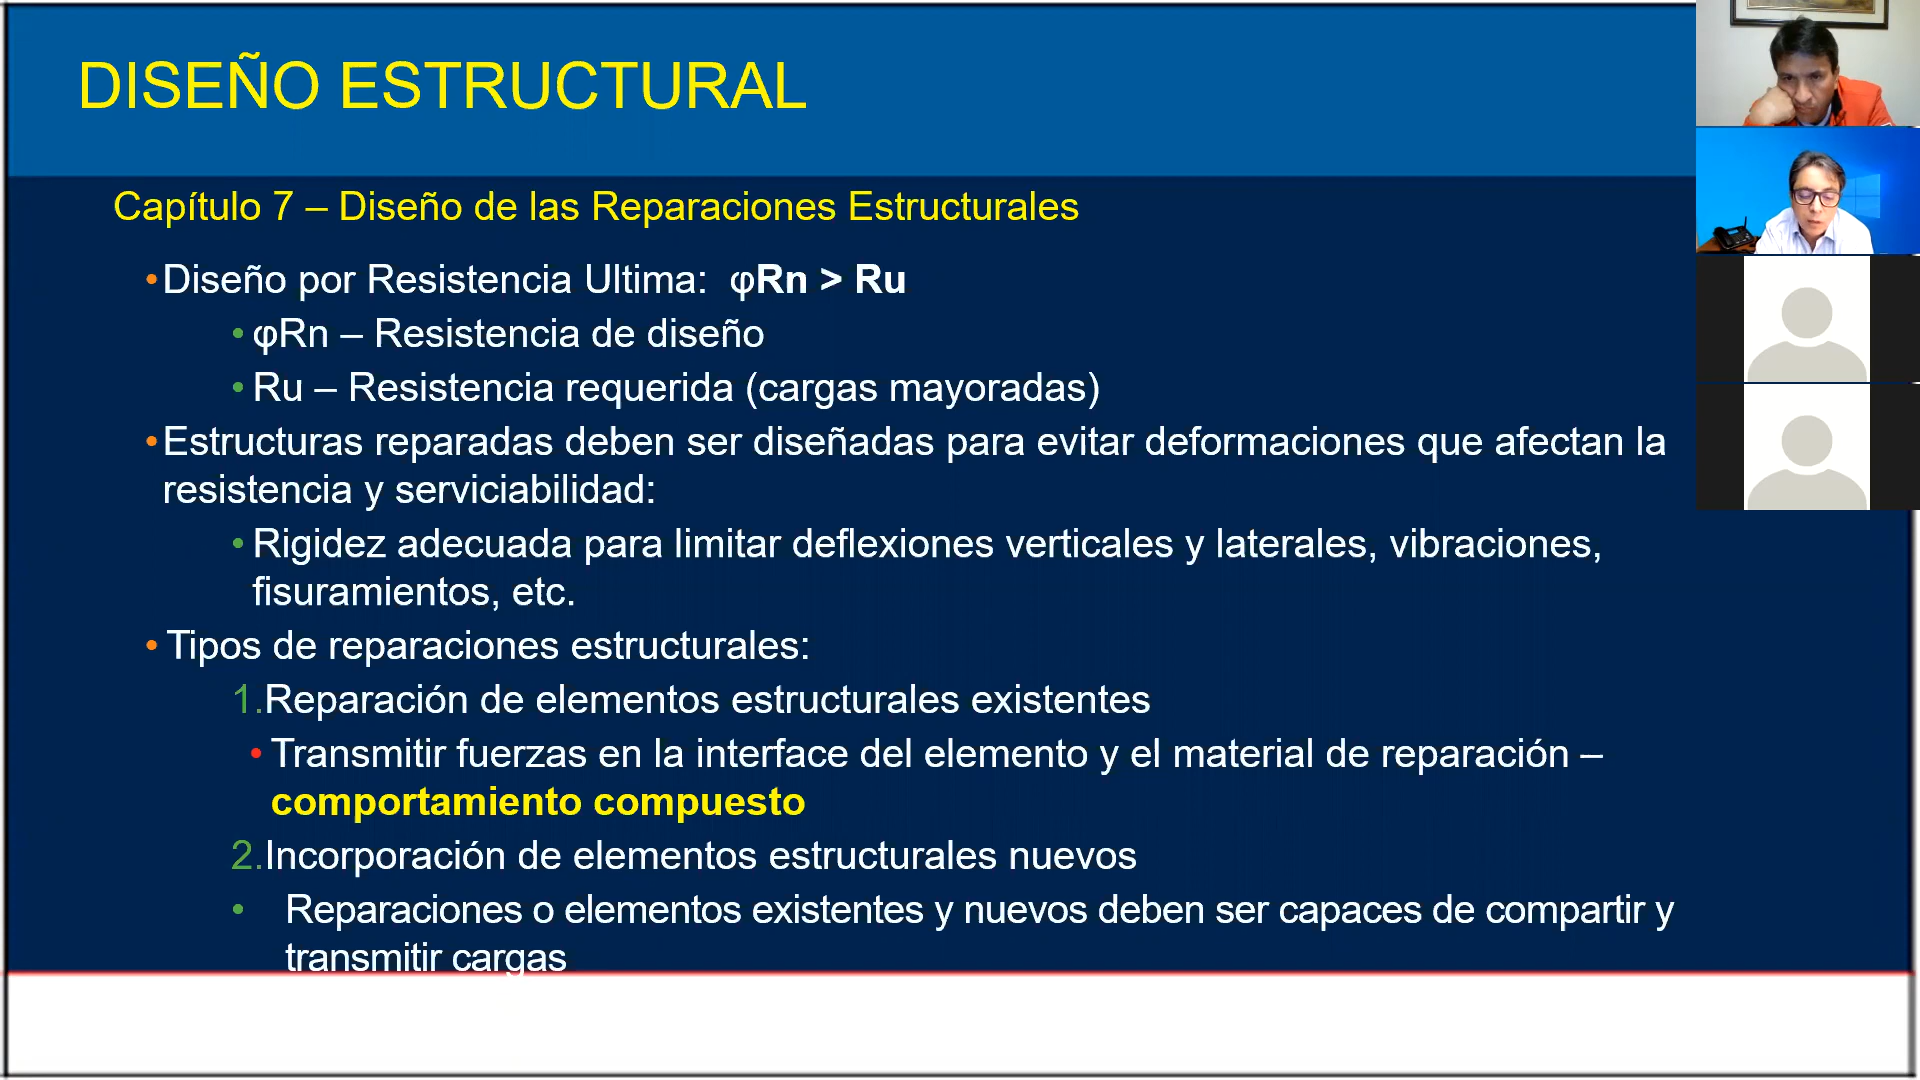 DISEÑO ESTRUCTURAL
Capítulo 7 – Diseño de las Reparaciones Estructurales
•Diseño por Resistencia Ultima: φRn > Ru
•φRn – Resistencia de diseño
•Ru – Resistencia requerida (cargas mayoradas)
•Estructuras reparadas deben ser diseñadas para evitar deformaciones que afectan la
resistencia y serviciabilidad:
•Rigidez adecuada para limitar deflexiones verticales y laterales, vibraciones,
fisuramientos, etc.
• Tipos de reparaciones estructurales:
1.Reparación de elementos estructurales existentes
• Transmitir fuerzas en la interface del elemento y el material de reparación –
comportamiento compuesto
2.Incorporación de elementos estructurales nuevos
• Reparaciones o elementos existentes y nuevos deben ser capaces de compartir y
transmitir cargas